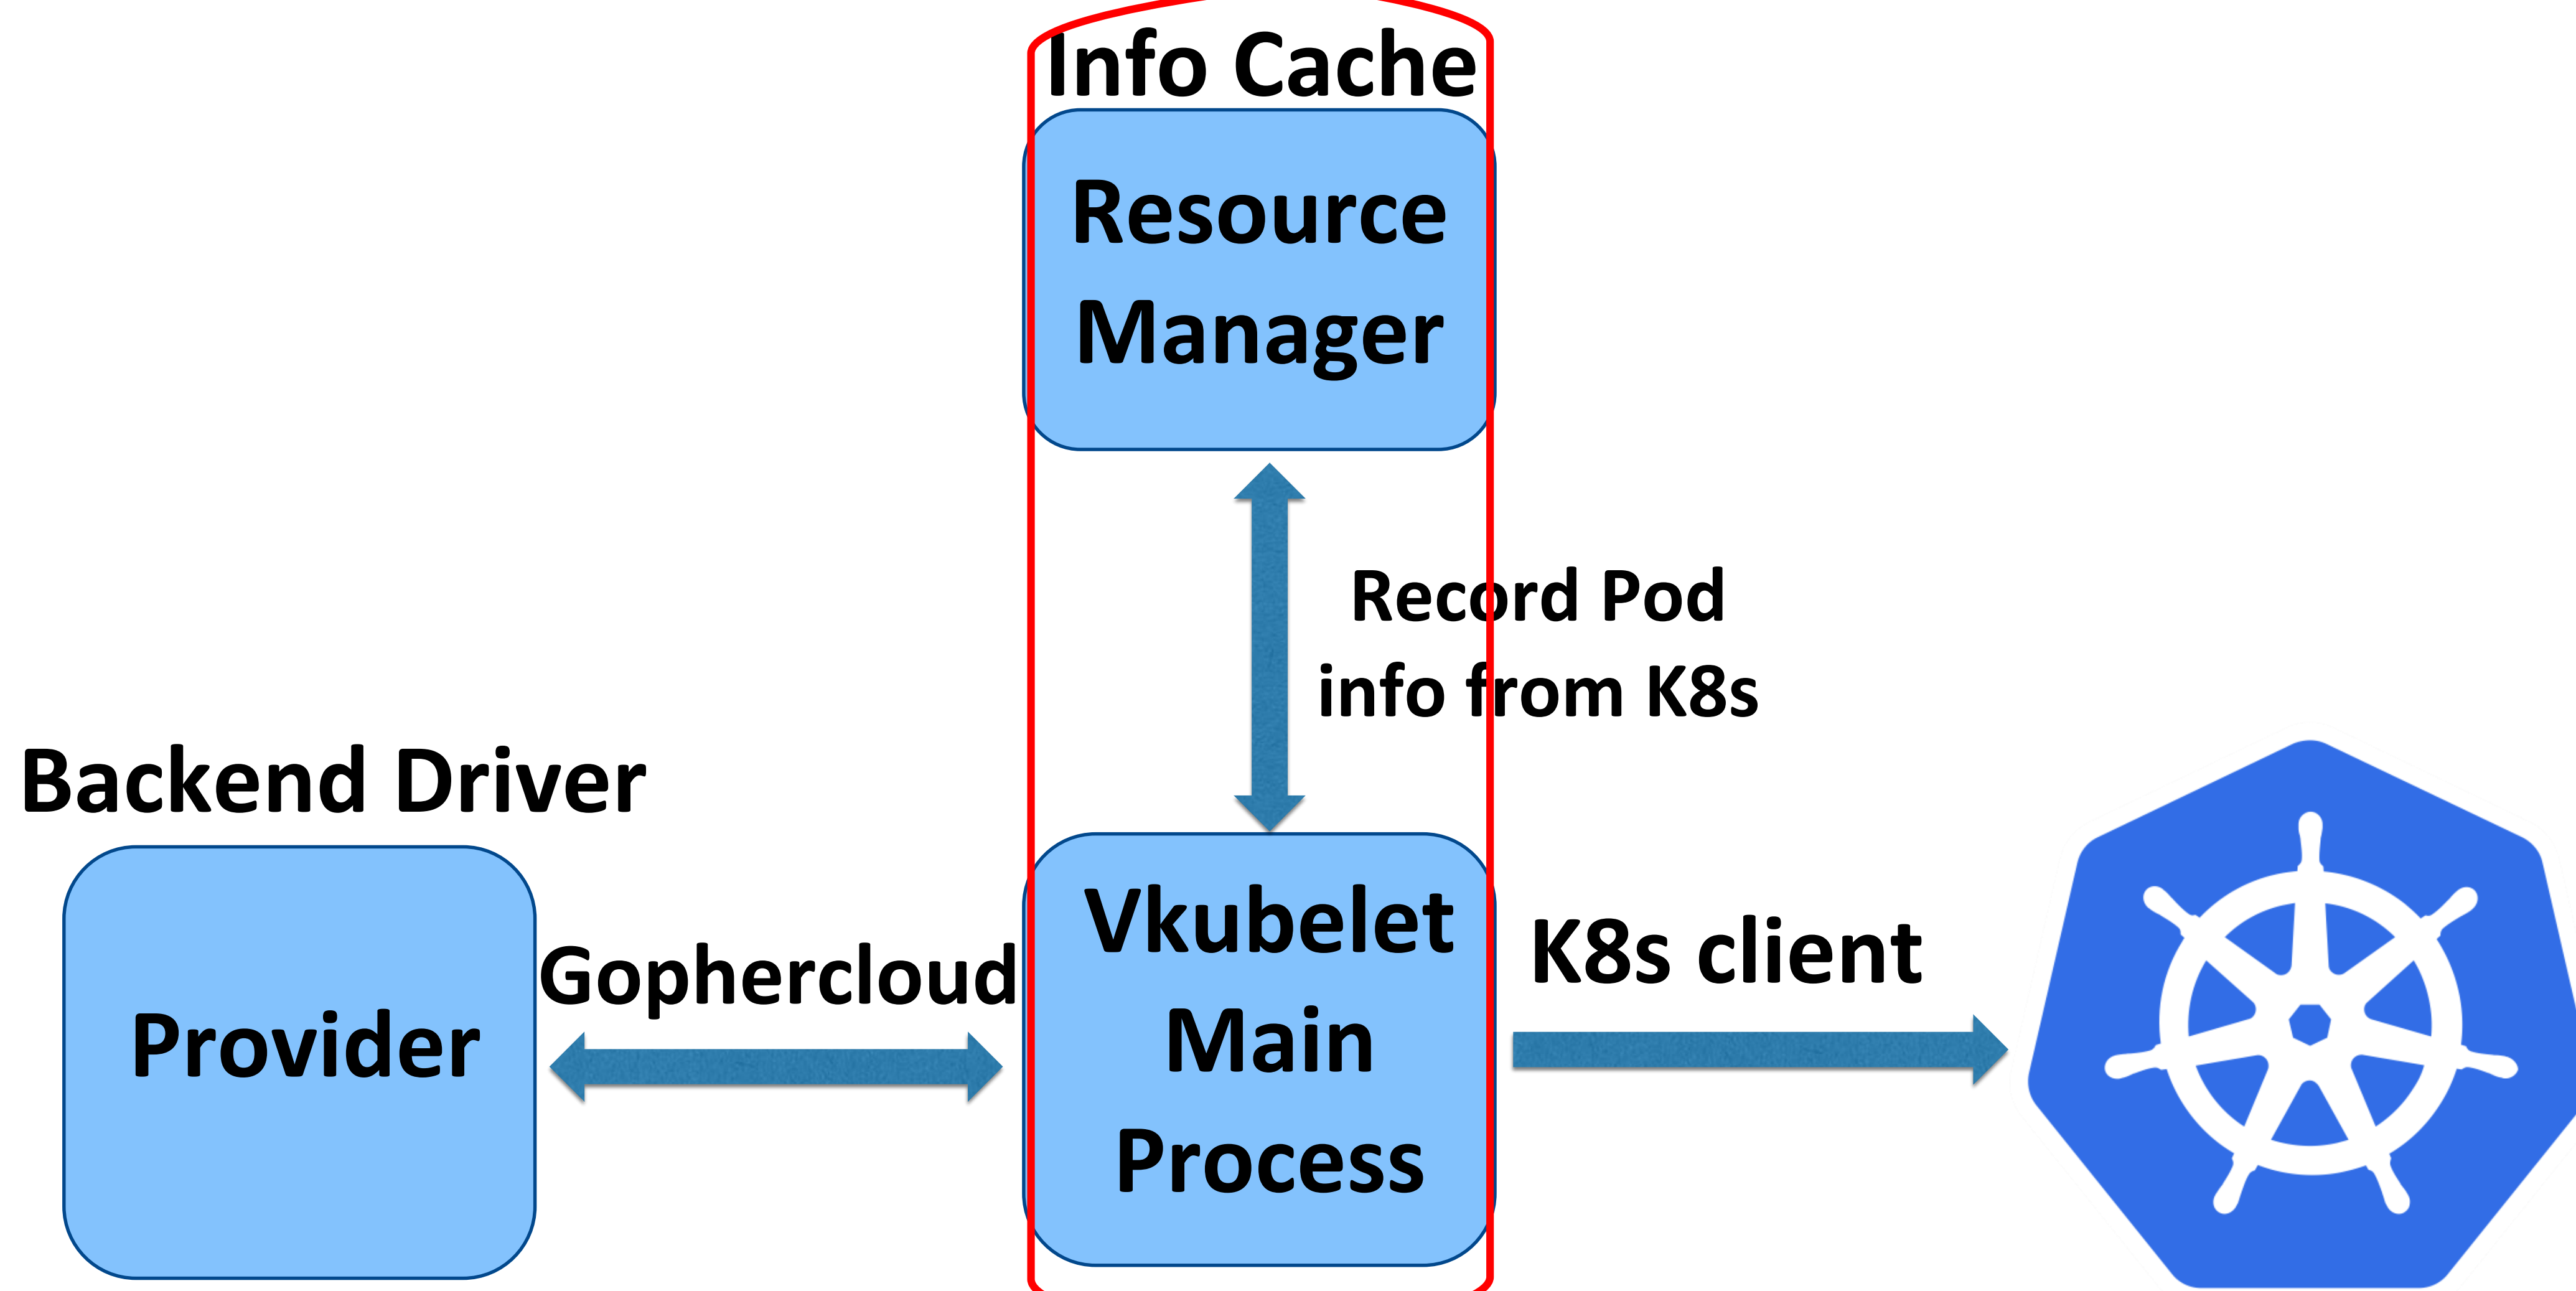 Info Cache
Resource
Manager
Record Pod
info from K8s
Backend Driver
Provider
Gophercloud
Vkubelet
Main
Process
K8s client